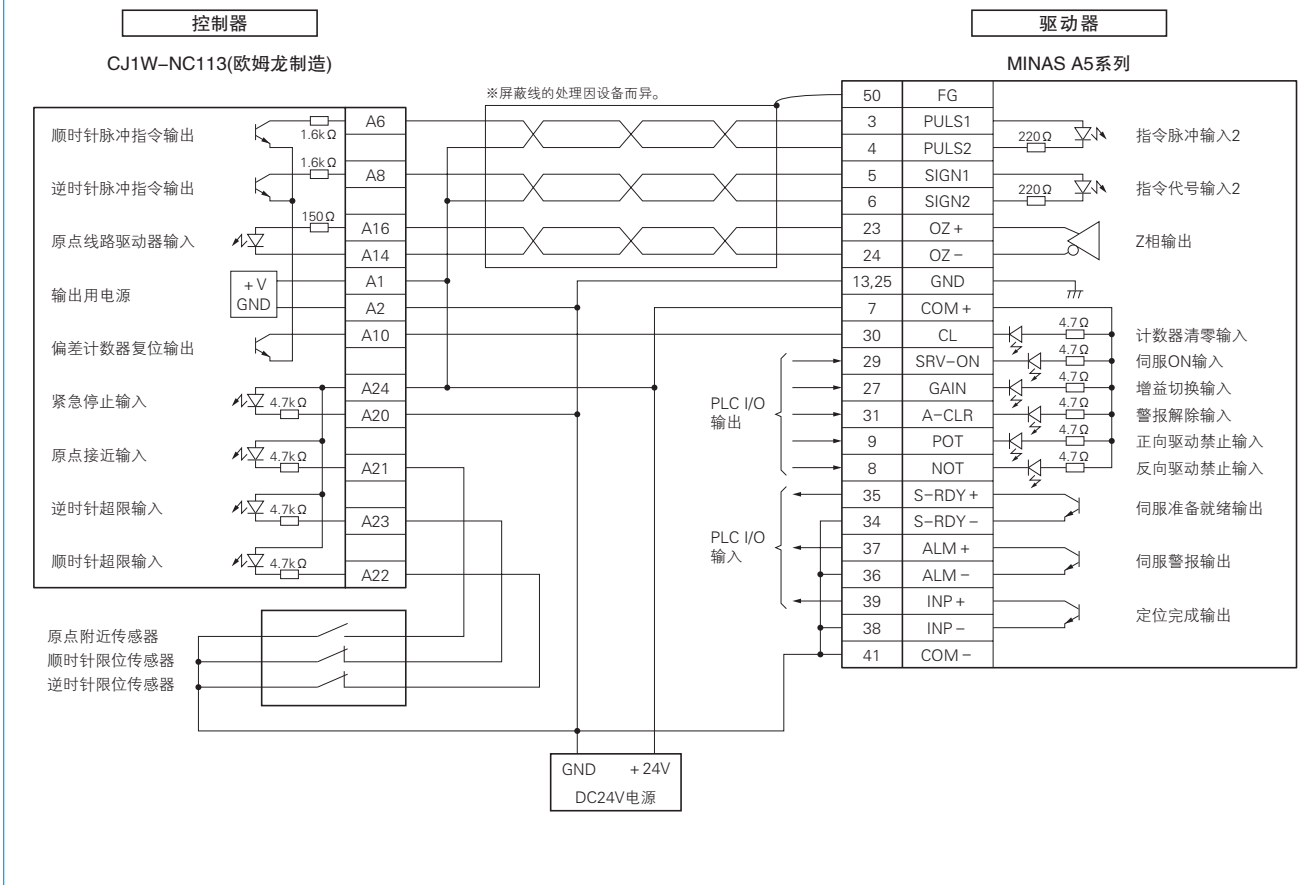 控制器
驱动器
CJ1W-NC113(欧姆龙制造)
MINAS A5系列
※屏蔽线的处理因设备而异。
顺时针脉冲指令输出
1.6kΩ
A6
逆时针脉冲指令输出
1.6kΩ
A8
原点线路驱动器输入
150Ω
A16
A14
输出用电源
+V
GND
A1
A2
偏差计数器复位输出
A10
紧急停止输入
4.7kΩ
A24
A20
原点接近输入
4.7kΩ
A21
逆时针超限输入
4.7kΩ
A23
顺时针超限输入
4.7kΩ
A22
原点附近传感器
顺时针限位传感器
逆时针限位传感器
GND +24V
DC24V电源
PLC I/O
输出
PLC I/O
输入
50 FG
3 PULS1
4 PULS2
220Ω
指令脉冲输入2
5 SIGN1
6 SIGN2
220Ω
指令代号输入2
23 OZ+
24 OZ-
Z相输出
13,25 GND
7 COM+
30 CL 4.7Ω 计数器清零输入
29 SRV-ON 4.7Ω 伺服ON输入
27 GAIN 4.7Ω 增益切换输入
31 A-CLR 4.7Ω 警报解除输入
9 POT 4.7Ω 正向驱动禁止输入
8 NOT 4.7Ω 反向驱动禁止输入
35 S-RDY+
34 S-RDY-
伺服准备就绪输出
37 ALM+
36 ALM-
伺服警报输出
39 INP+
38 INP-
定位完成输出
41 COM-